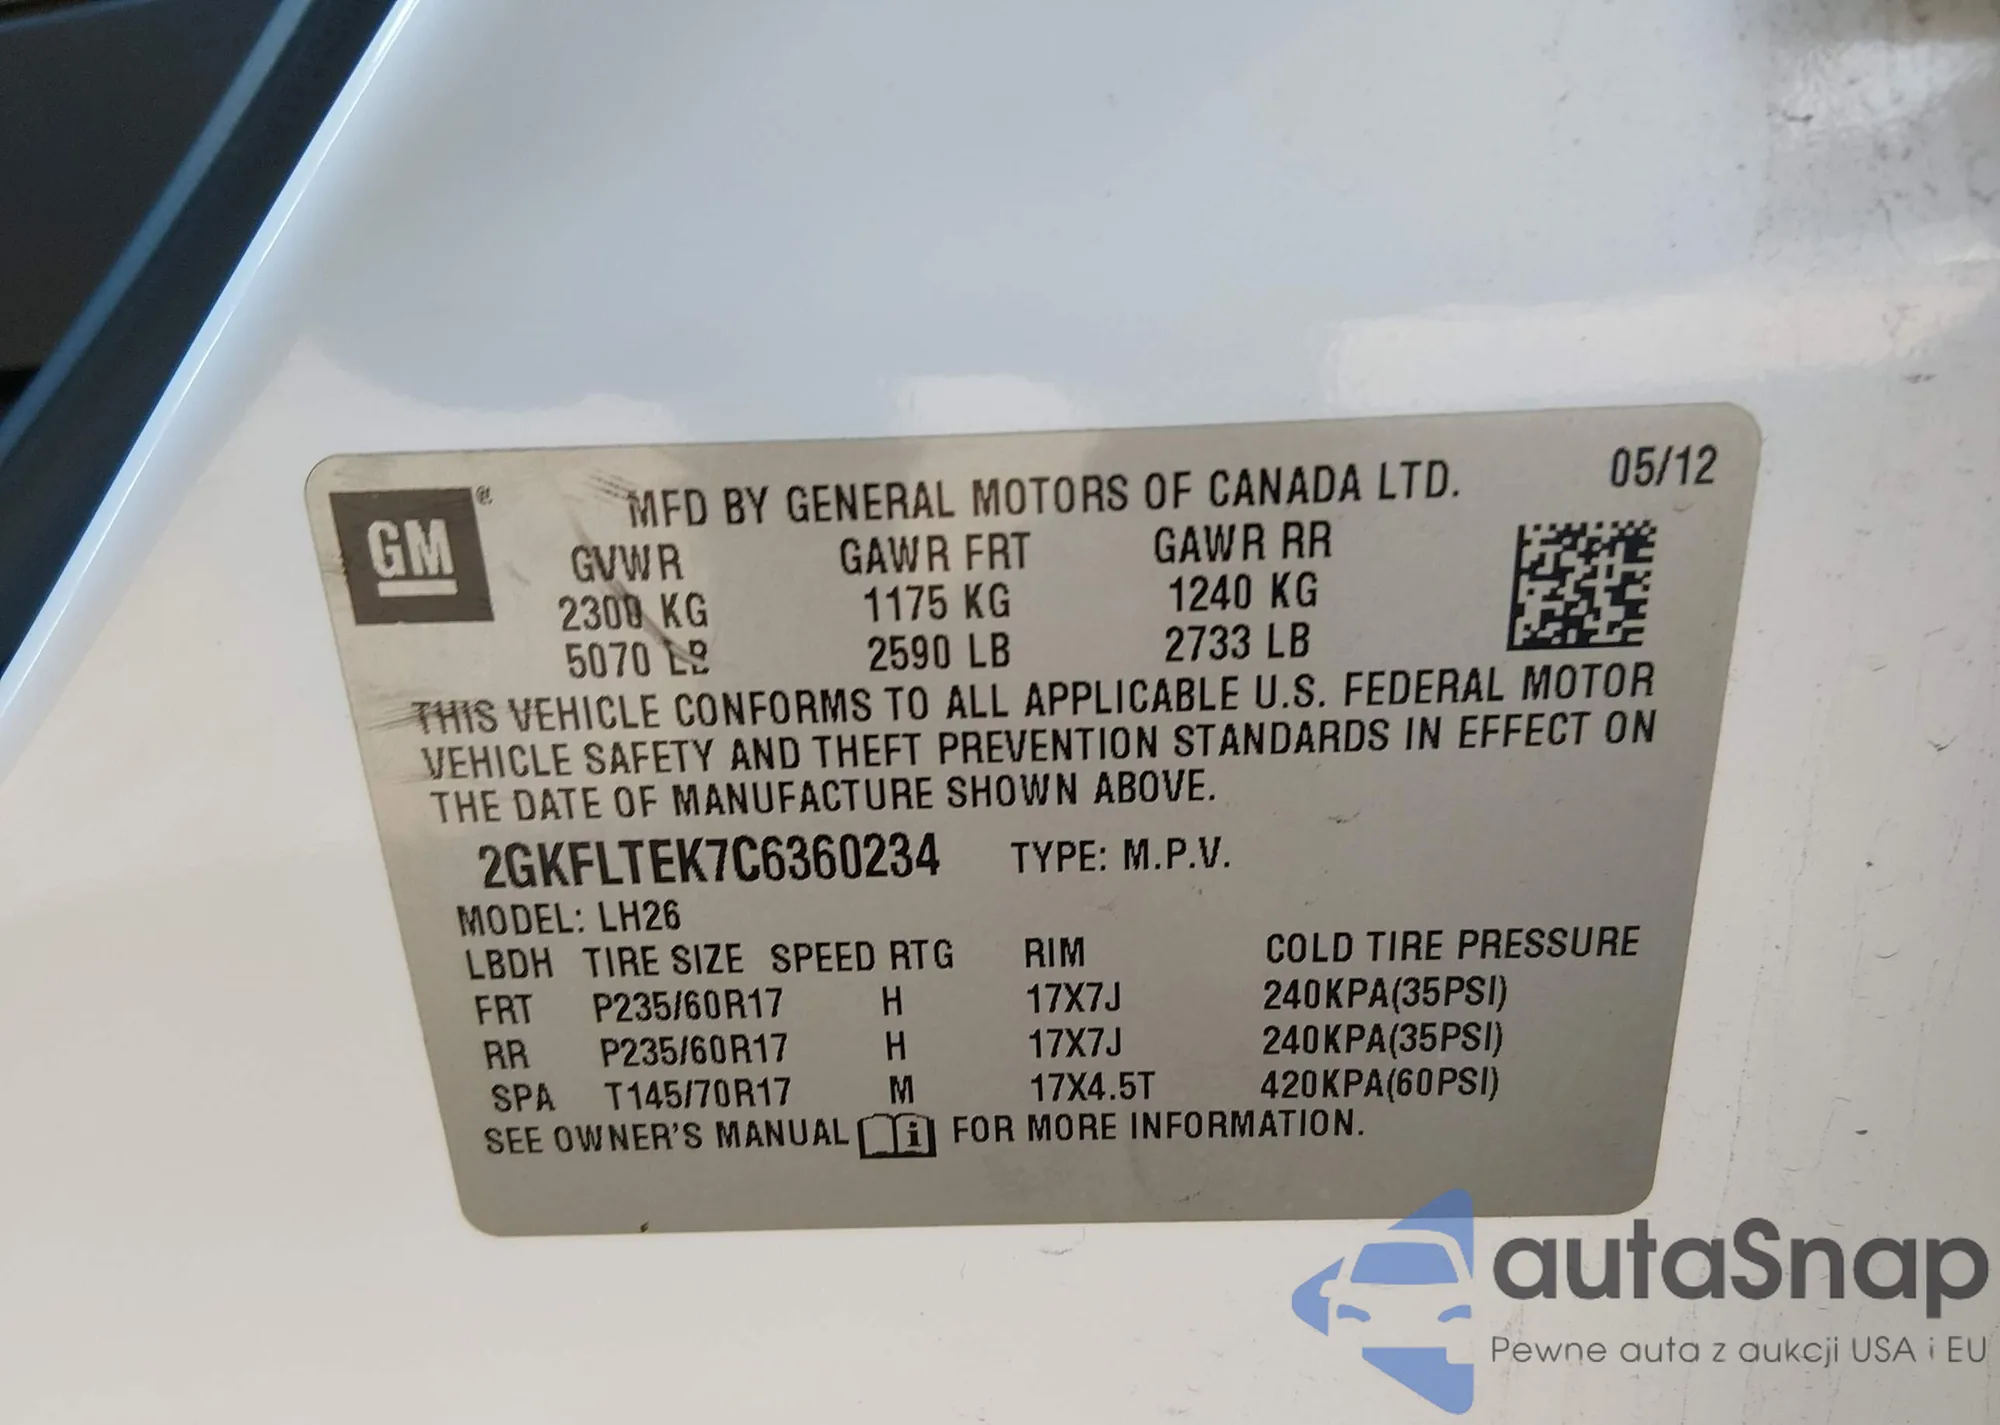 GM ®
MFD BY GENERAL MOTORS OF CANADA LTD. 05/12
GVWR GAWR FRT GAWR RR
2300 KG 1175 KG 1240 KG
5070 LB 2590 LB 2733 LB
THIS VEHICLE CONFORMS TO ALL APPLICABLE U.S. FEDERAL MOTOR
VEHICLE SAFETY AND THEFT PREVENTION STANDARDS IN EFFECT ON
THE DATE OF MANUFACTURE SHOWN ABOVE.
2GKFLTEK7C6360234 TYPE: M.P.V.
MODEL: LH26
LBDH TIRE SIZE SPEED RTG RIM COLD TIRE PRESSURE
FRT P235/60R17 H 17X7J 240KPA(35PSI)
RR P235/60R17 H 17X7J 240KPA(35PSI)
SPA T145/70R17 M 17X4.5T 420KPA(60PSI)
SEE OWNER'S MANUAL i FOR MORE INFORMATION.
autaSnap
Pewne auta z aukcji USA i EU